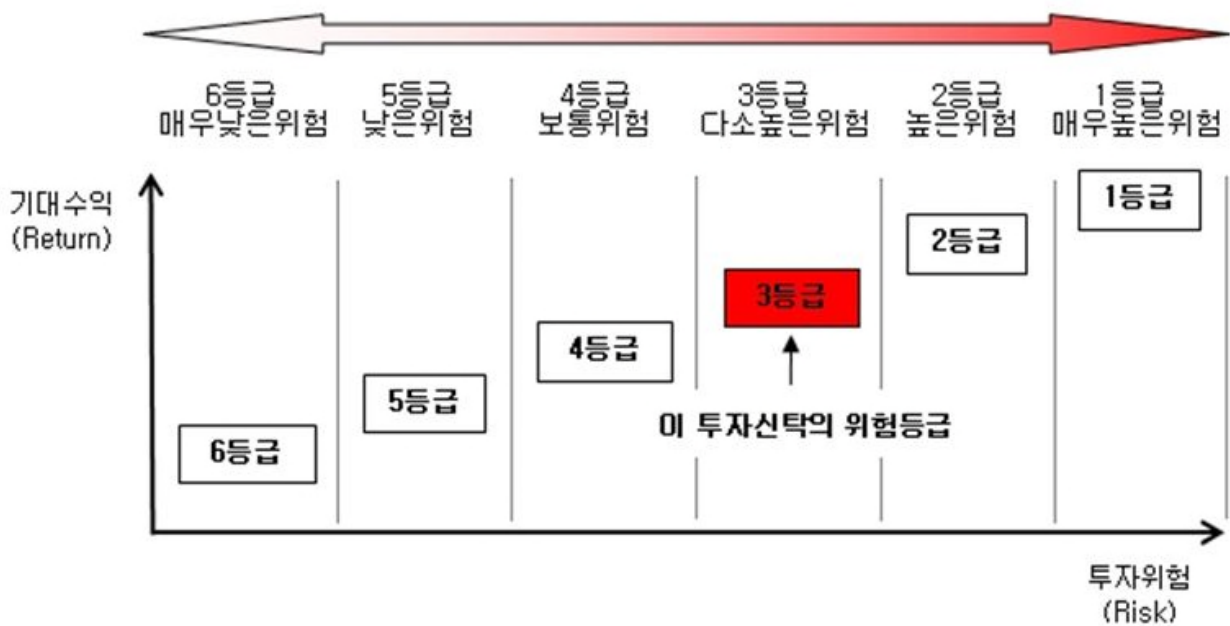 6등급 5등급 4등급 3등급 2등급 1등급
매우낮은위험 낮은위험 보통위험 다소높은위험 높은위험 매우높은위험
기대수익
(Return)
1등급
2등급
3등급
4등급
5등급
이 투자신탁의 위험등급
6등급
투자위험
(Risk)